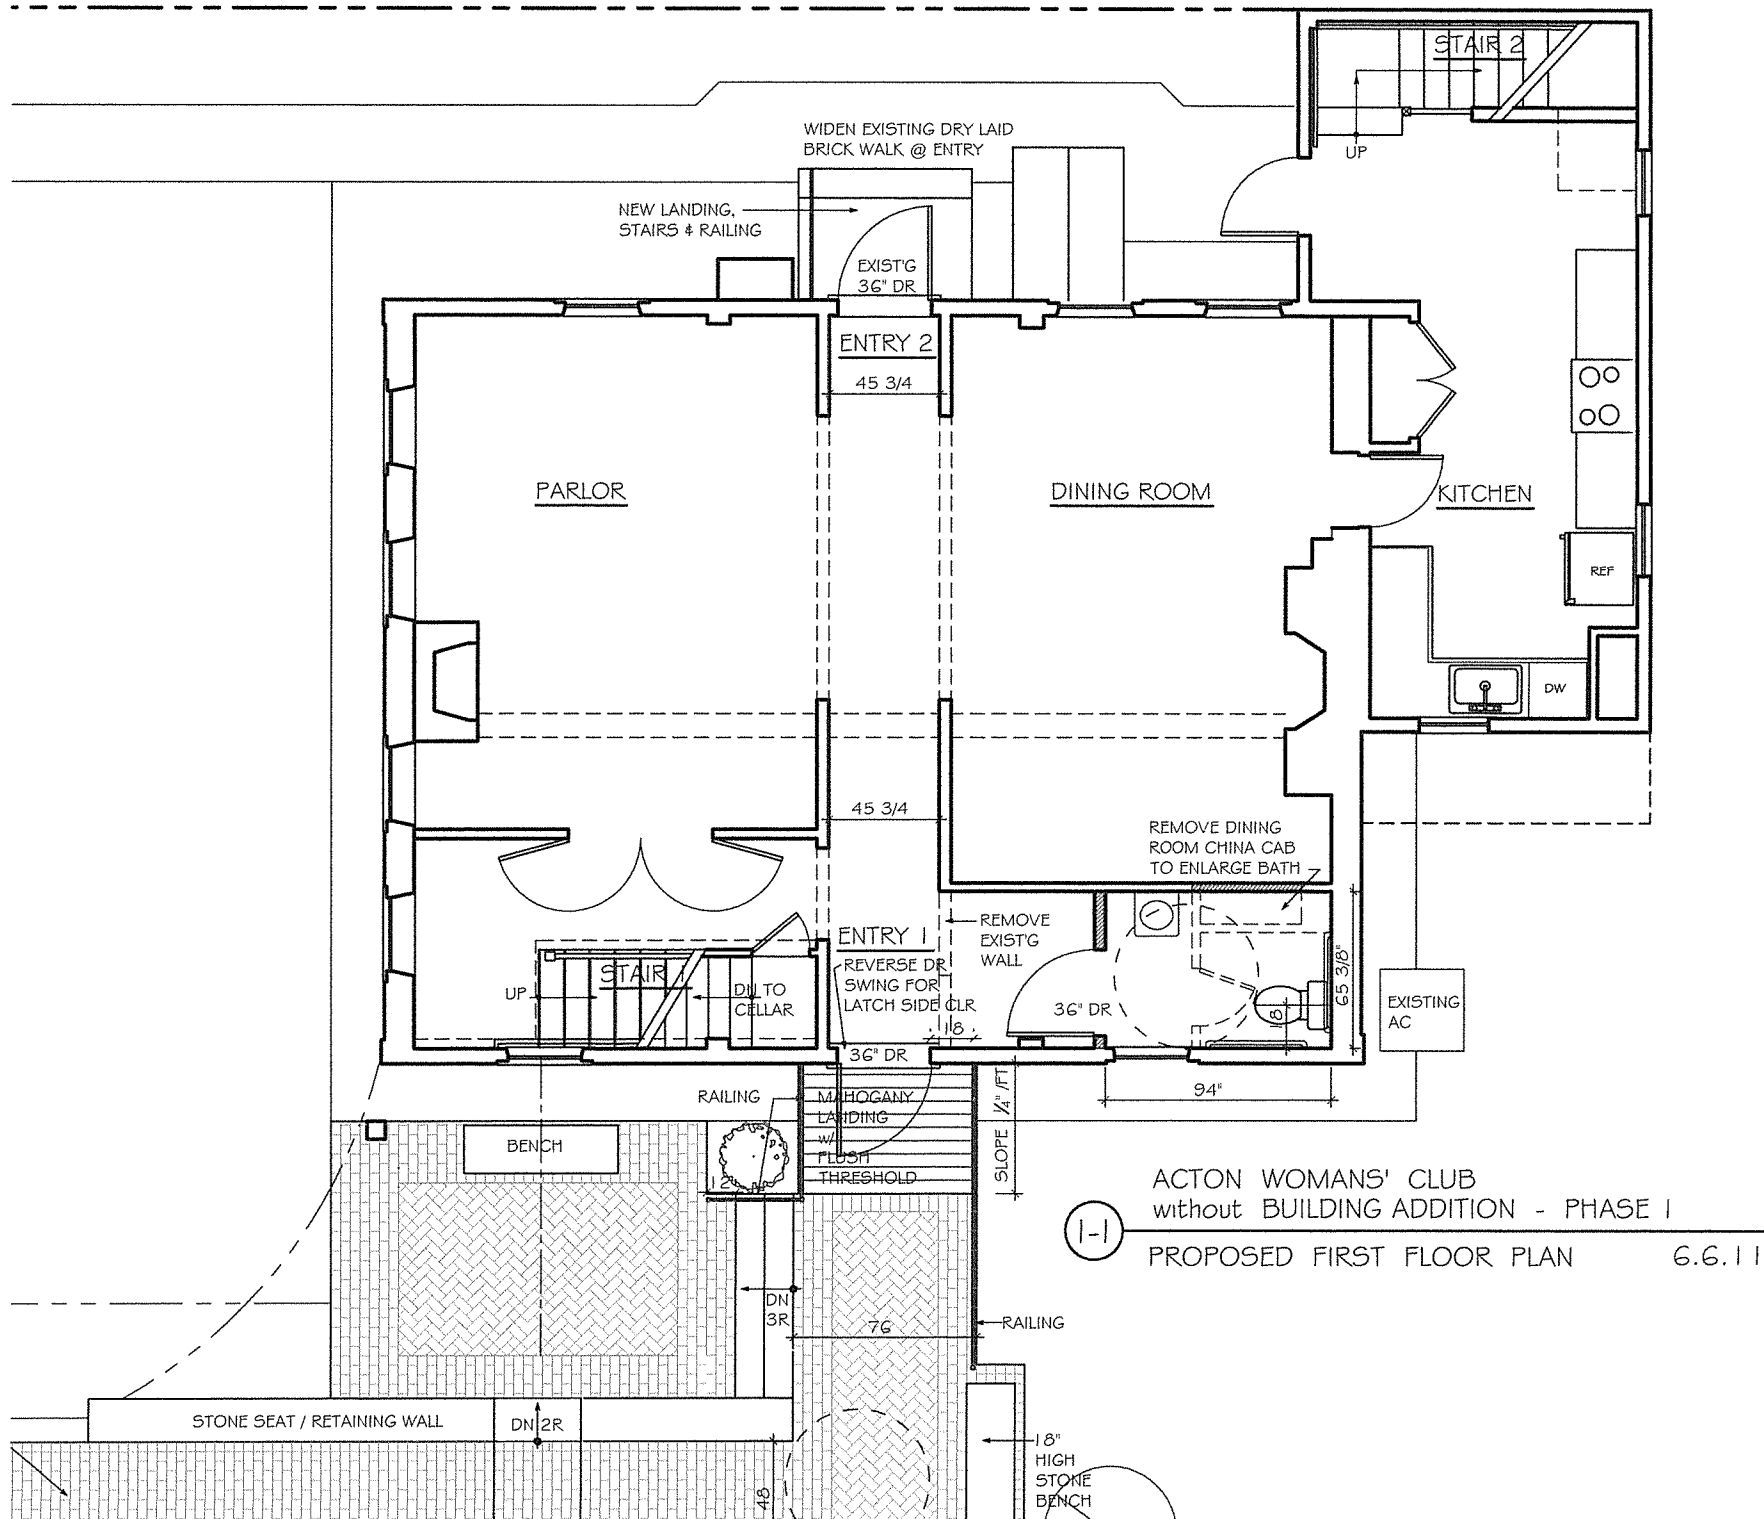 STAIR 2
UP
WIDEN EXISTING DRY LAID
BRICK WALK @ ENTRY
NEW LANDING,
STAIRS & RAILING
EXIST'G
36" DR
ENTRY 2
45 3/4
PARLOR
DINING ROOM
KITCHEN
REF
DW
45 3/4
REMOVE DINING
ROOM CHINA CAB
TO ENLARGE BATH
ENTRY 1
REMOVE
EXIST'G
WALL
REVERSE DR
SWING FOR
LATCH SIDE CLR
STAIR 1
UP
DN TO
CELLAR
36" DR
18
65 3/8"
18
EXISTING
AC
36" DR
94"
RAILING
MAHOGANY
LANDING
w/
FLUSH
THRESHOLD
SLOPE 1/4" /FT
BENCH
12
ACTON WOMANS' CLUB
without BUILDING ADDITION - PHASE 1
1-1
PROPOSED FIRST FLOOR PLAN 6.6.11
DN
3R
76
RAILING
STONE SEAT / RETAINING WALL
DN 2R
18"
HIGH
STONE
BENCH
48